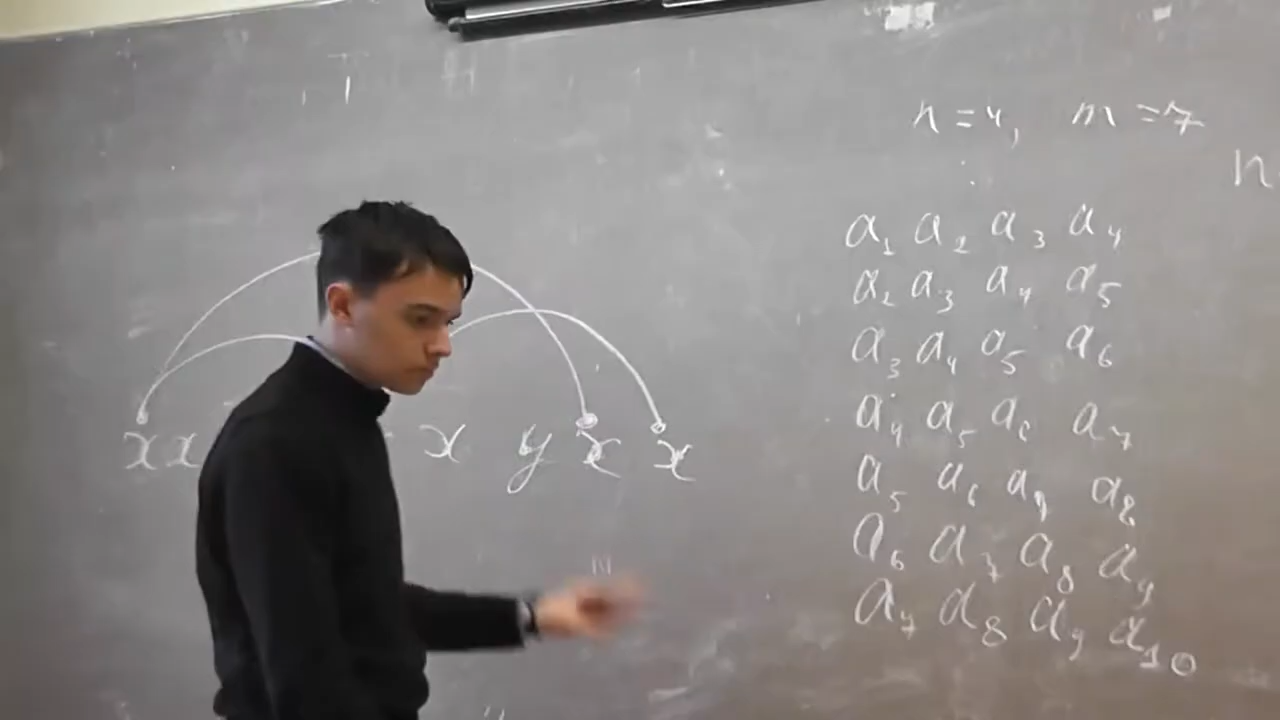 n = 4, m = 7
n
a₁ a₂ a₃ a₄
a₂ a₃ a₄ a₅
a₃ a₄ a₅ a₆
a₄ a₅ a₆ a₇
a₅ a₆ a₇ a₈
a₆ a₇ a₈ a₉
a₇ a₈ a₉ a₁₀
x x x y x x